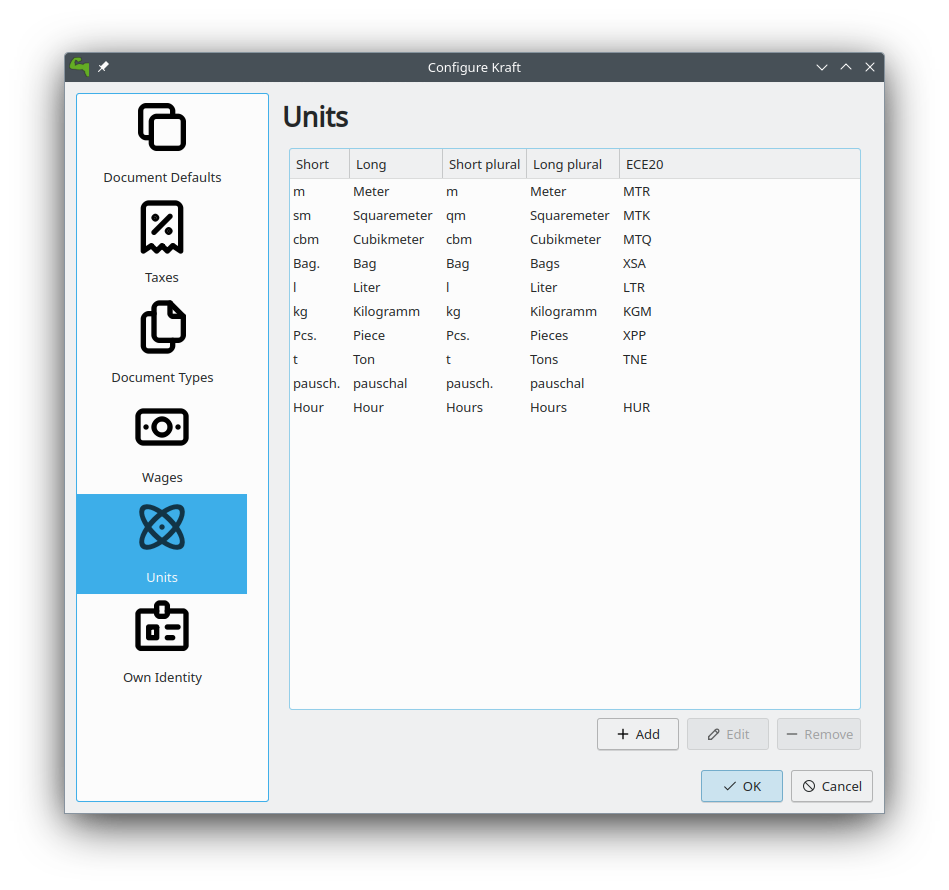 Configure Kraft
Document Defaults
Taxes
Document Types
Wages
Units
Own Identity
Units
Short Long Short plural Long plural ECE20
m Meter m Meter MTR
sm Squaremeter qm Squaremeter MTK
cbm Cubikmeter cbm Cubikmeter MTQ
Bag. Bag Bag Bags XSA
l Liter l Liter LTR
kg Kilogramm kg Kilogramm KGM
Pcs. Piece Pcs. Pieces XPP
t Ton t Tons TNE
pausch. pauschal pausch. pauschal
Hour Hour Hours Hours HUR
Add Edit Remove
OK Cancel